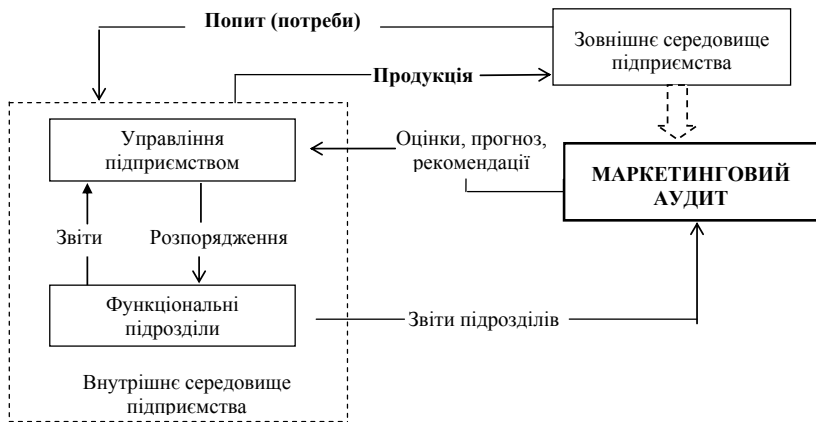 Попит (потреби)
Зовнішнє середовище
підприємства
Продукція
Управління
підприємством
Оцінки, прогноз,
рекомендації
МАРКЕТИНГОВИЙ
АУДИТ
Звіти
Розпорядження
Функціональні
підрозділи
Звіти підрозділів
Внутрішнє середовище
підприємства